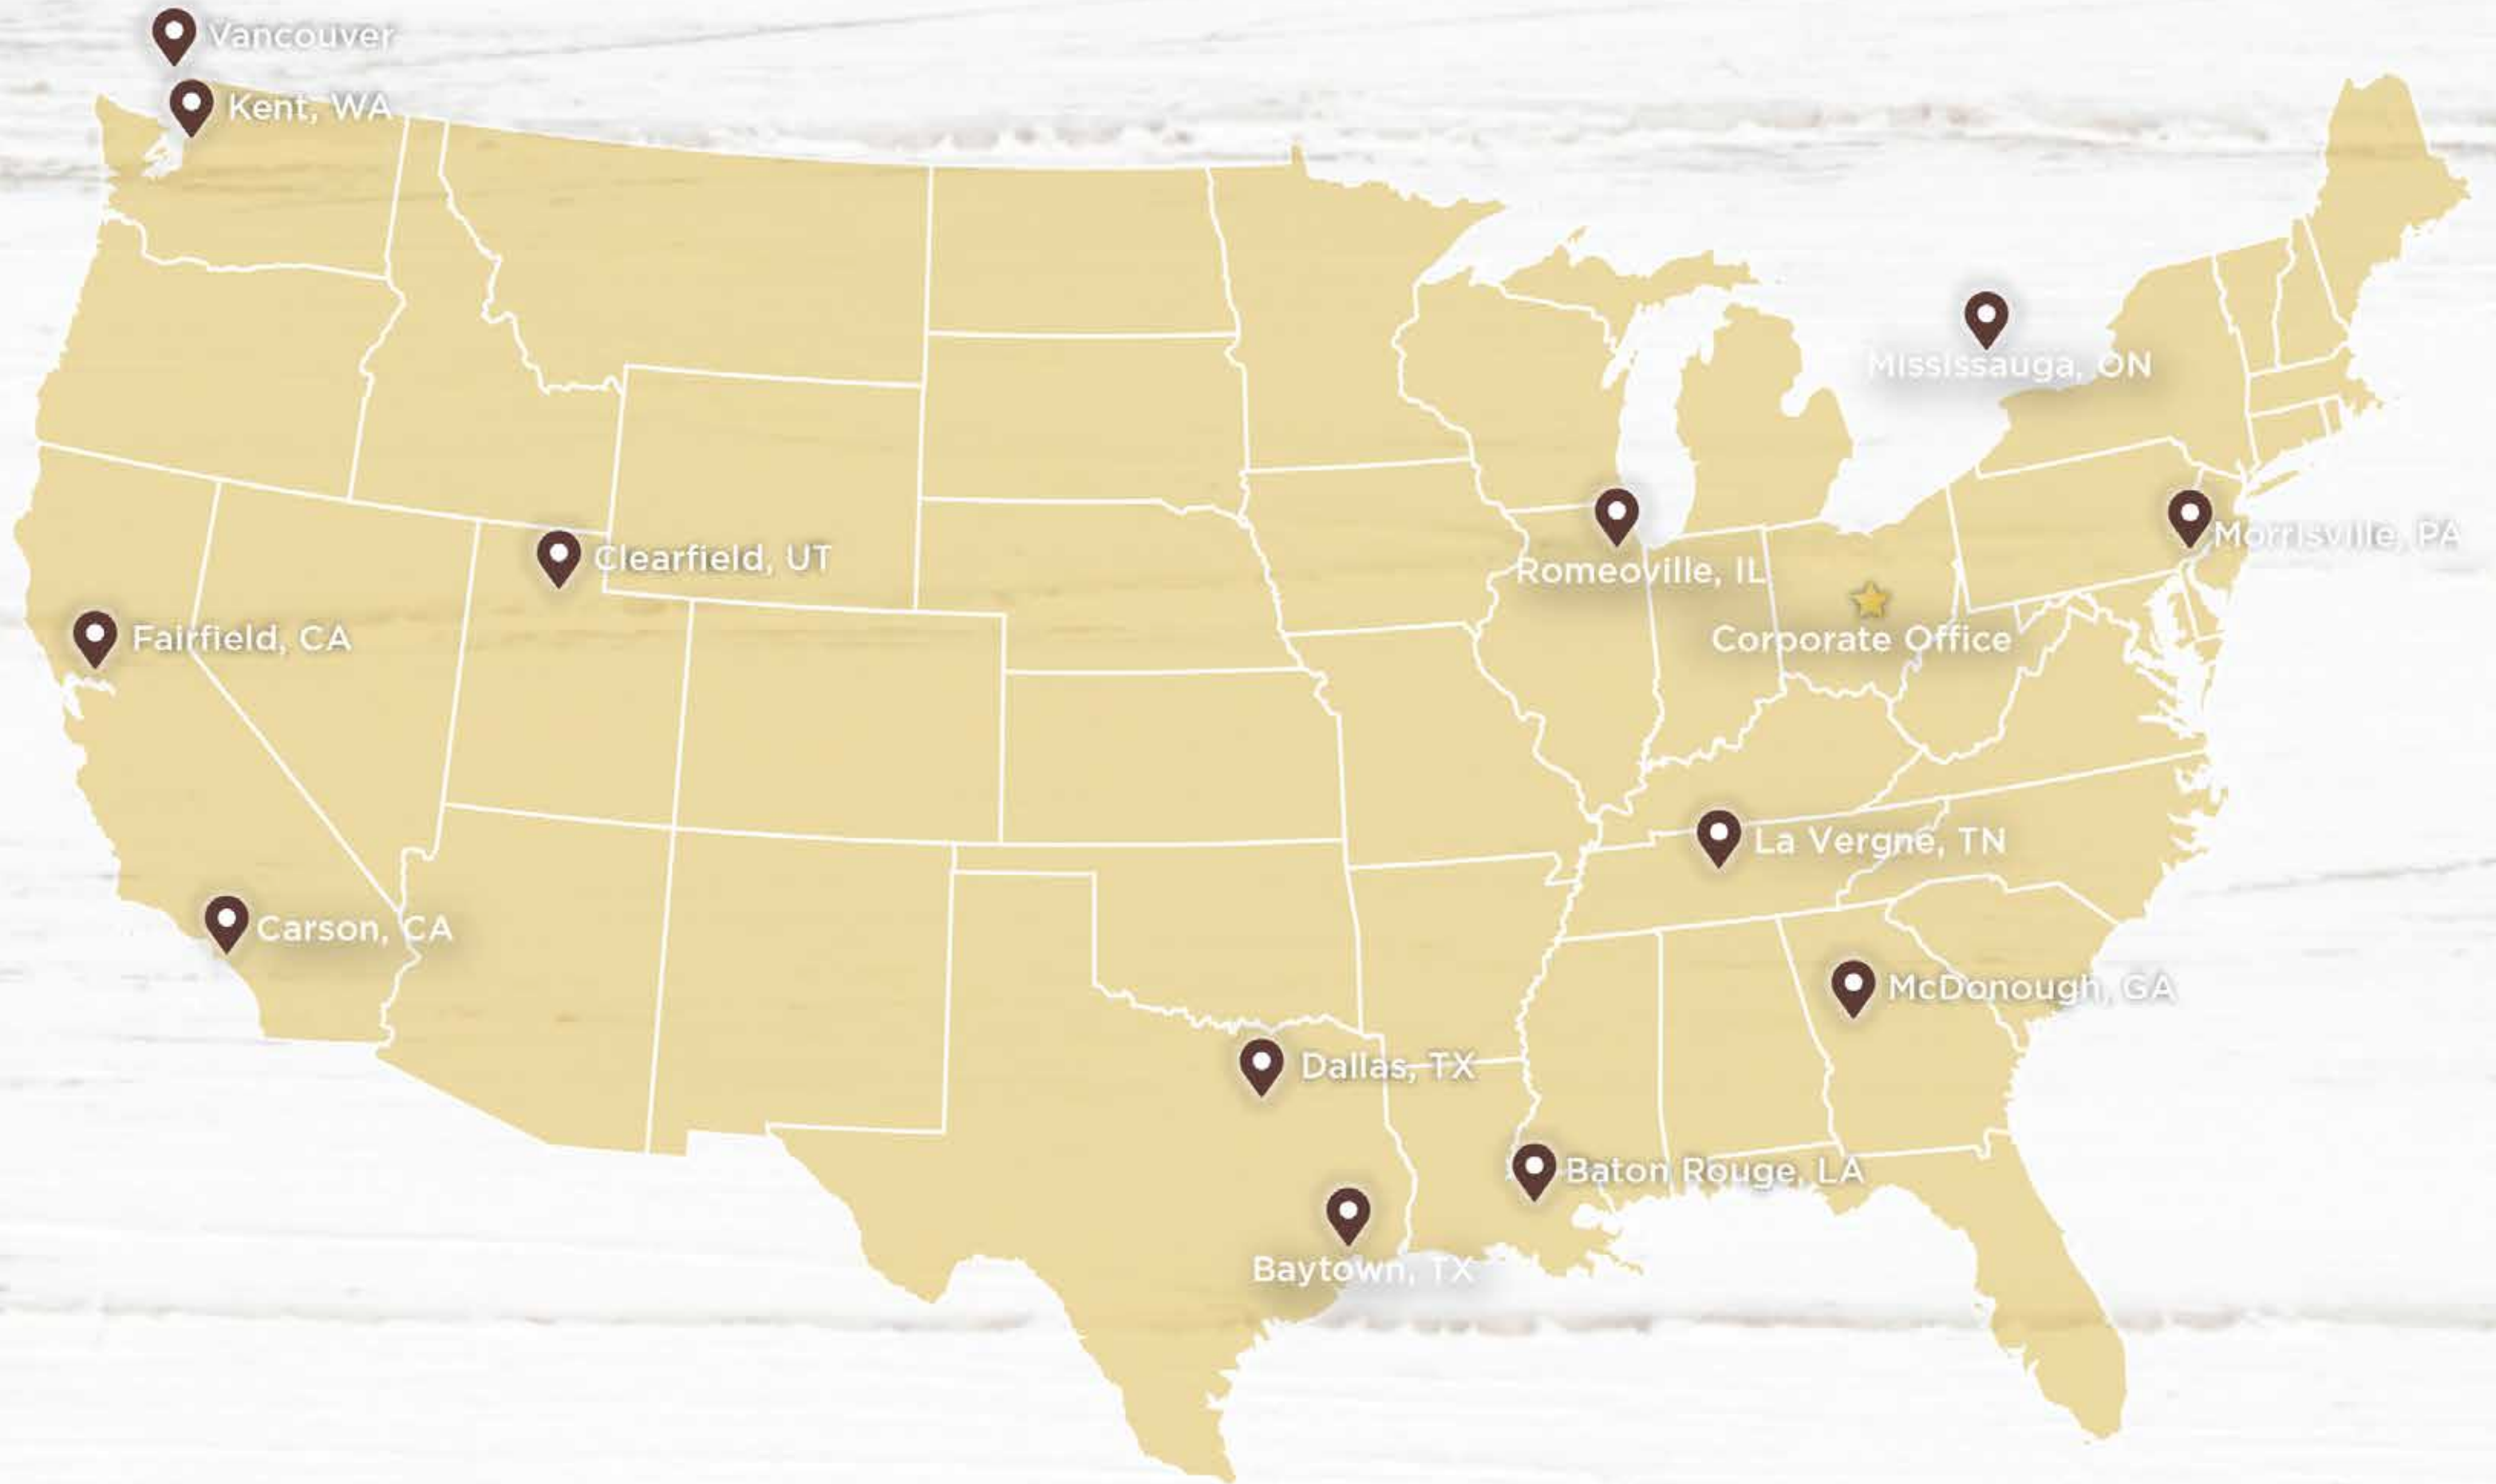 Vancouver
Kent, WA
Mississauga, ON
Morrisville, PA
Clearfield, UT
Romeoville, IL
Fairfield, CA
Corporate Office
La Vergne, TN
Carson, CA
McDonough, GA
Dallas, TX
Baton Rouge, LA
Baytown, TX